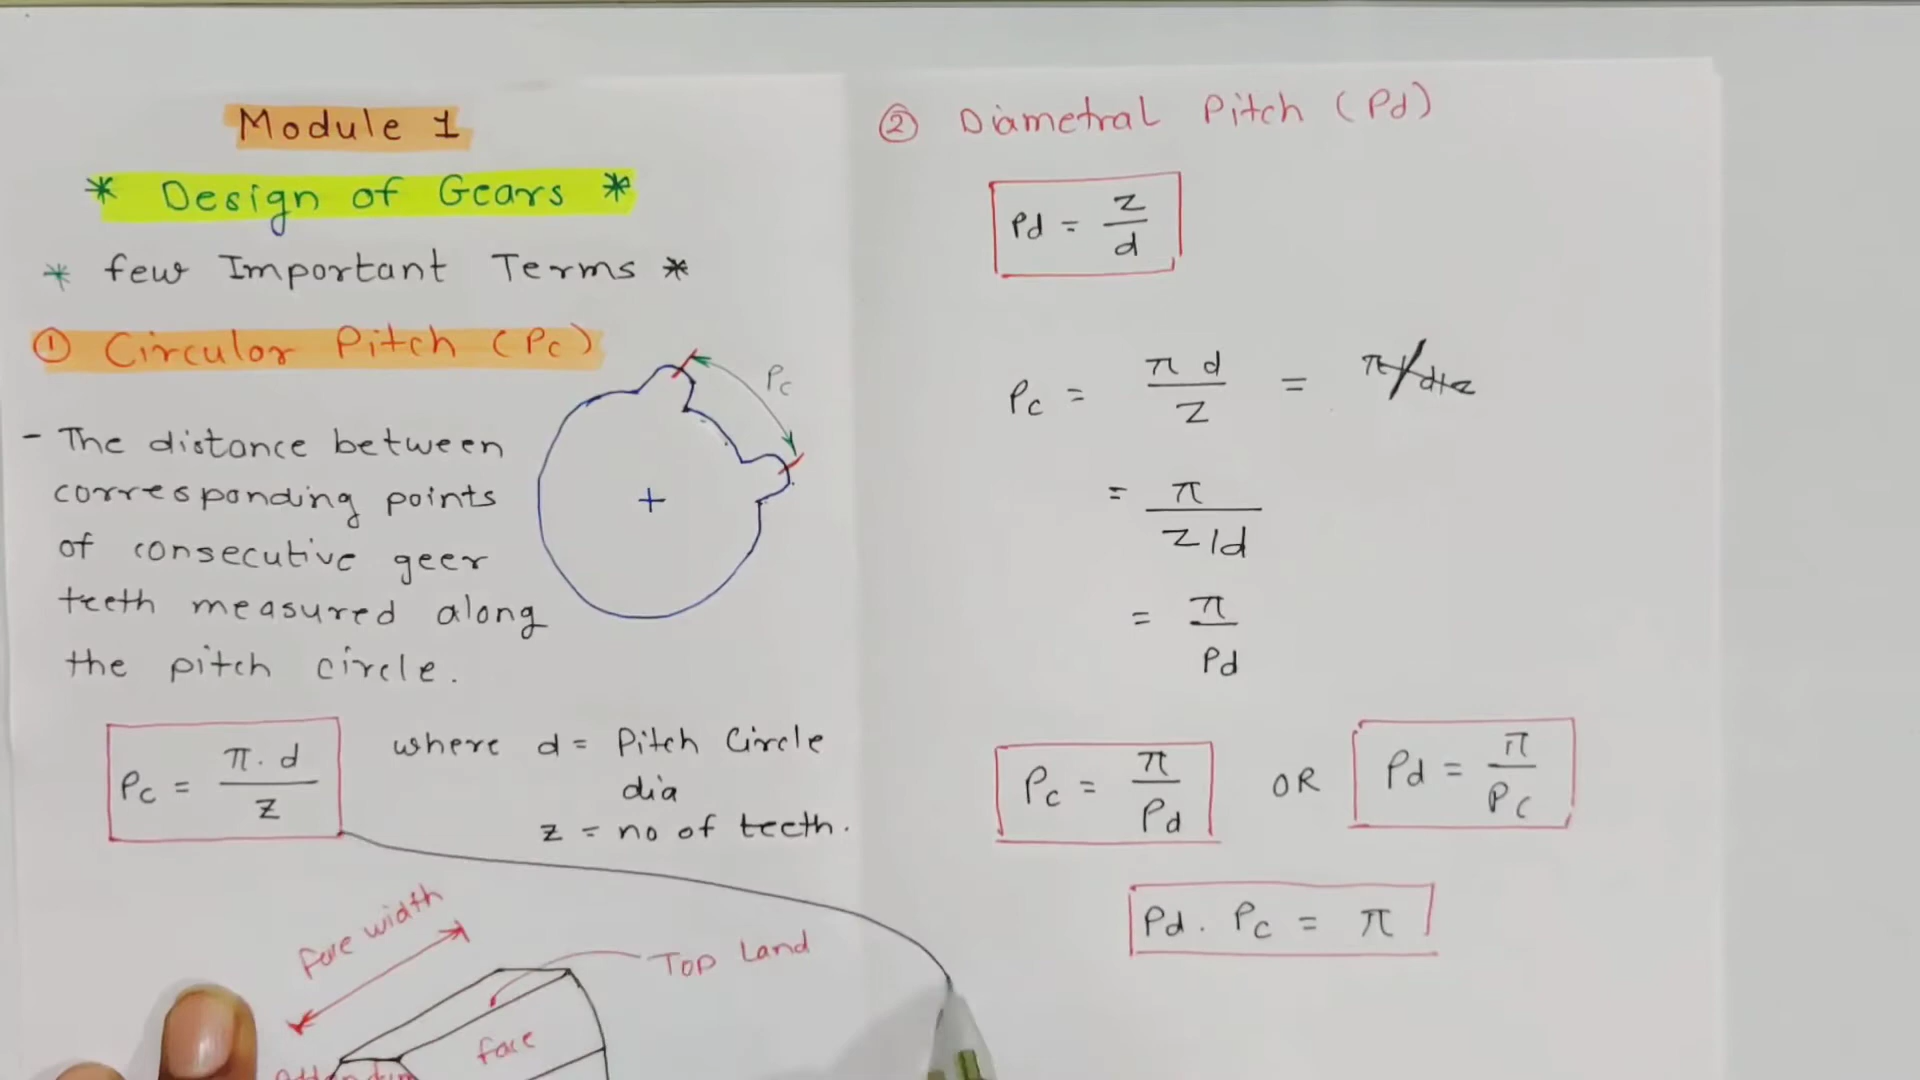 Module 1
* Design of Gears *
* few Important Terms *
① Circular Pitch (Pc)
Pc
- The distance between
corresponding points
of consecutive geer
teeth measured along
the pitch circle.
Pc = π. d / z
where d = Pitch Circle
dia
z = no of teeth.
face width
Top Land
face
② Diametral Pitch (Pd)
Pd = z / d
Pc = π d / z =
= π / z/d
= π / Pd
Pc = π / Pd OR Pd = π / Pc
Pd . Pc = π